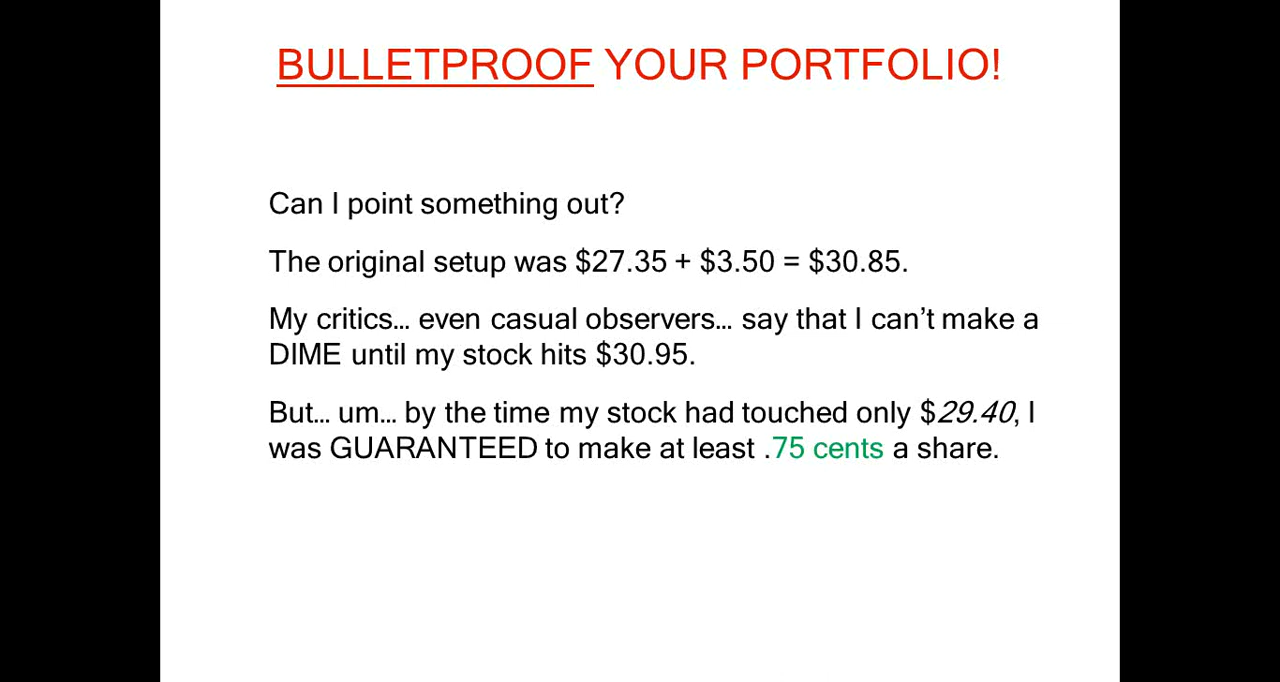 BULLETPROOF YOUR PORTFOLIO!
Can I point something out?
The original setup was $27.35 + $3.50 = $30.85.
My critics… even casual observers… say that I can’t make a
DIME until my stock hits $30.95.
But… um… by the time my stock had touched only $29.40, I
was GUARANTEED to make at least .75 cents a share.